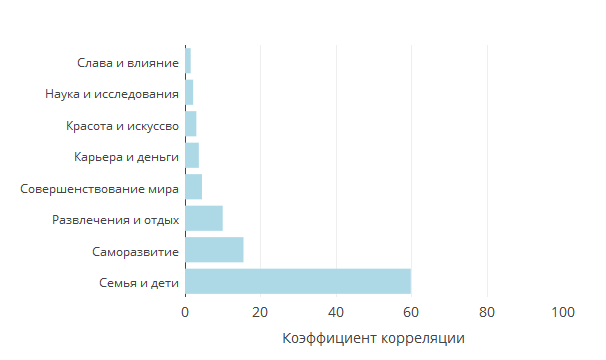 Слава и влияние
Наука и исследования
Красота и искуссво
Карьера и деньги
Совершенствование мира
Развлечения и отдых
Саморазвитие
Семья и дети
0 20 40 60 80 100
Коэффициент корреляции